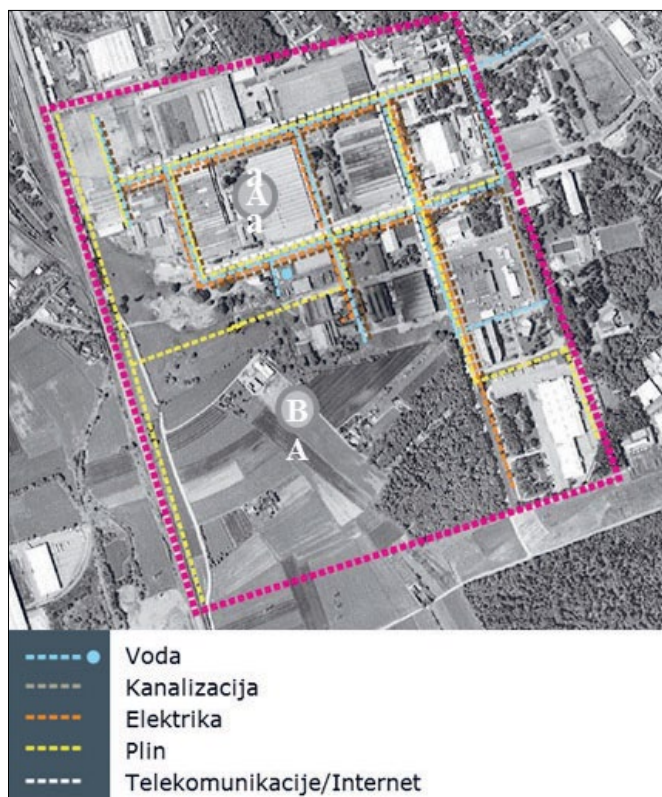 a
A
a
B
A
Voda
Kanalizacija
Elektrika
Plin
Telekomunikacije/Internet